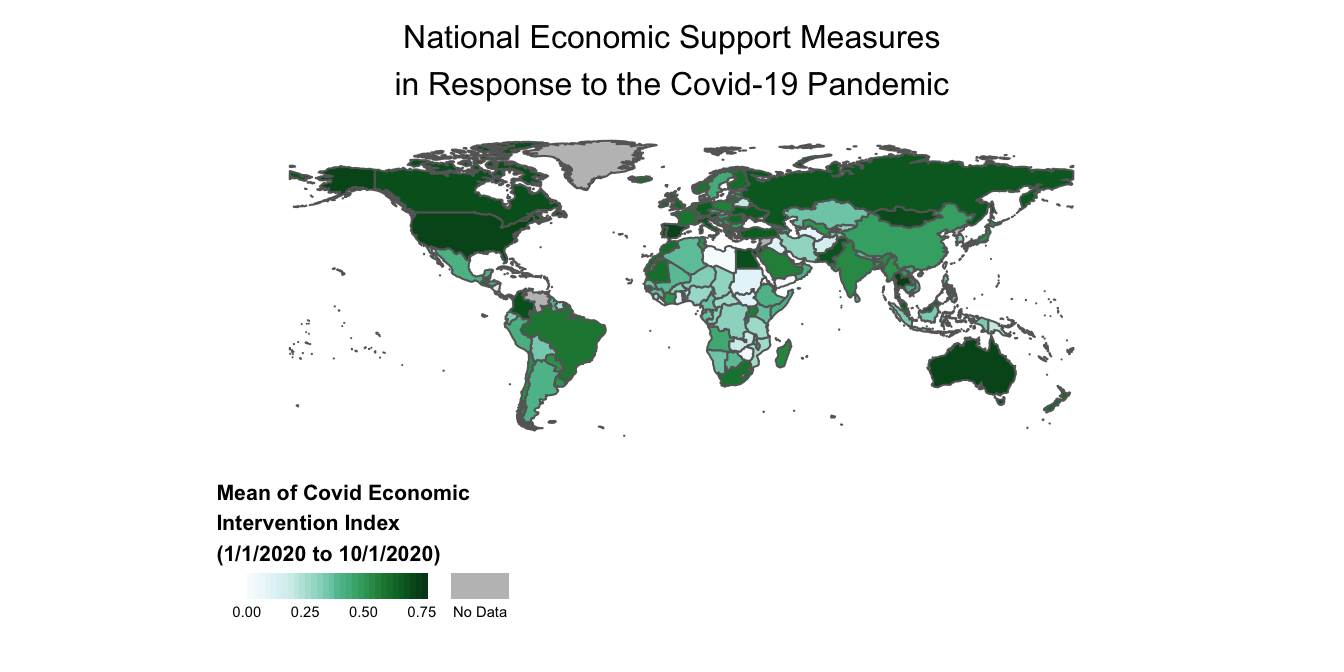 National Economic Support Measures
in Response to the Covid-19 Pandemic
Mean of Covid Economic
Intervention Index
(1/1/2020 to 10/1/2020)
0.00 0.25 0.50 0.75 No Data